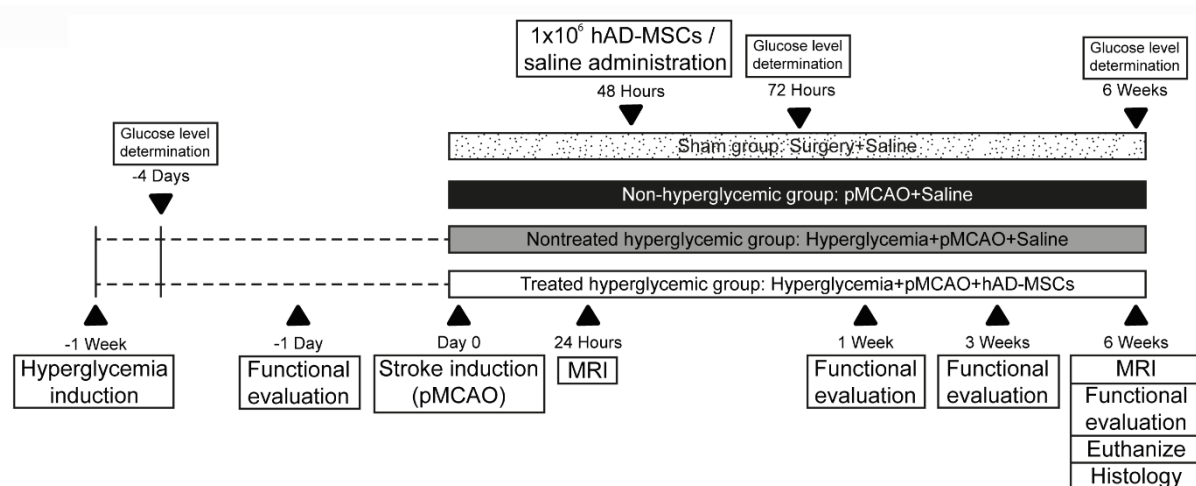 1x10⁶ hAD-MSCs /
saline administration
48 Hours
Glucose level
determination
72 Hours
Glucose level
determination
6 Weeks
Glucose level
determination
-4 Days
Sham group: Surgery+Saline
Non-hyperglycemic group: pMCAO+Saline
Nontreated hyperglycemic group: Hyperglycemia+pMCAO+Saline
Treated hyperglycemic group: Hyperglycemia+pMCAO+hAD-MSCs
-1 Week
Hyperglycemia
induction
-1 Day
Functional
evaluation
Day 0
Stroke induction
(pMCAO)
24 Hours
MRI
1 Week
Functional
evaluation
3 Weeks
Functional
evaluation
6 Weeks
MRI
Functional
evaluation
Euthanize
Histology